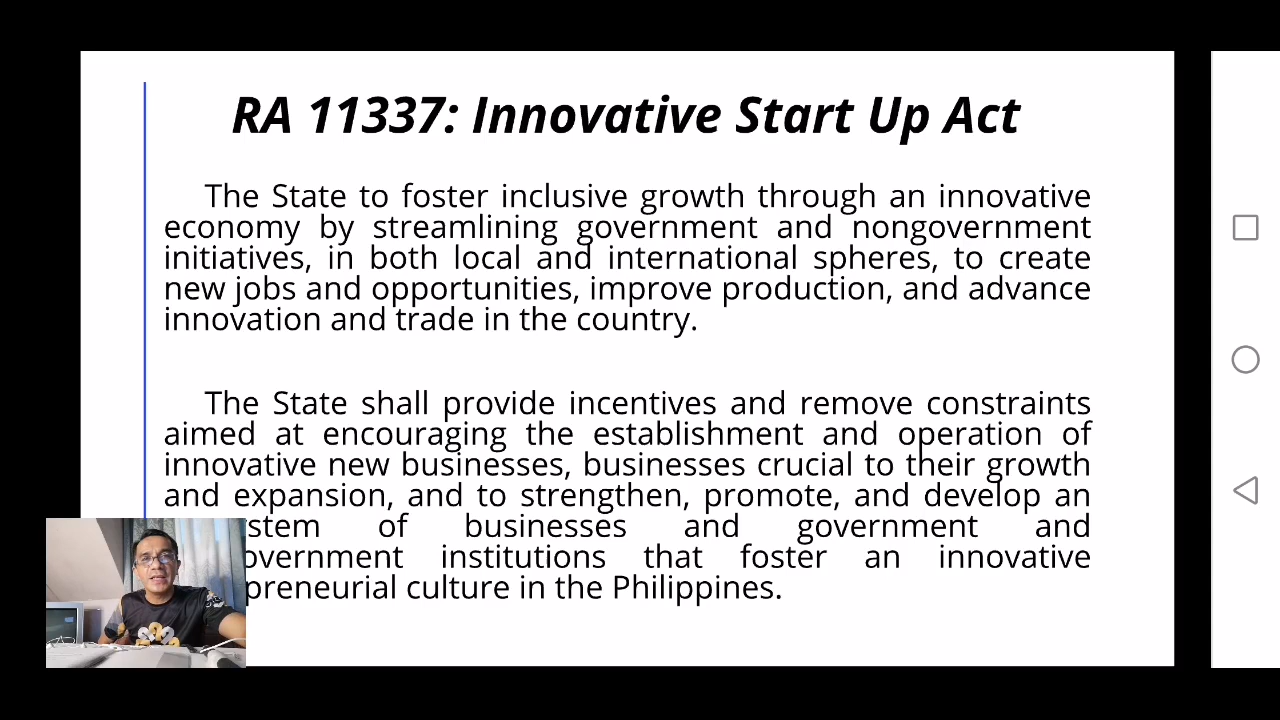 RA 11337: Innovative Start Up Act
The State to foster inclusive growth through an innovative
economy by streamlining government and nongovernment
initiatives, in both local and international spheres, to create
new jobs and opportunities, improve production, and advance
innovation and trade in the country.
The State shall provide incentives and remove constraints
aimed at encouraging the establishment and operation of
innovative new businesses, businesses crucial to their growth
and expansion, and to strengthen, promote, and develop an
stem of businesses and government and
overnment institutions that foster an innovative
preneurial culture in the Philippines.